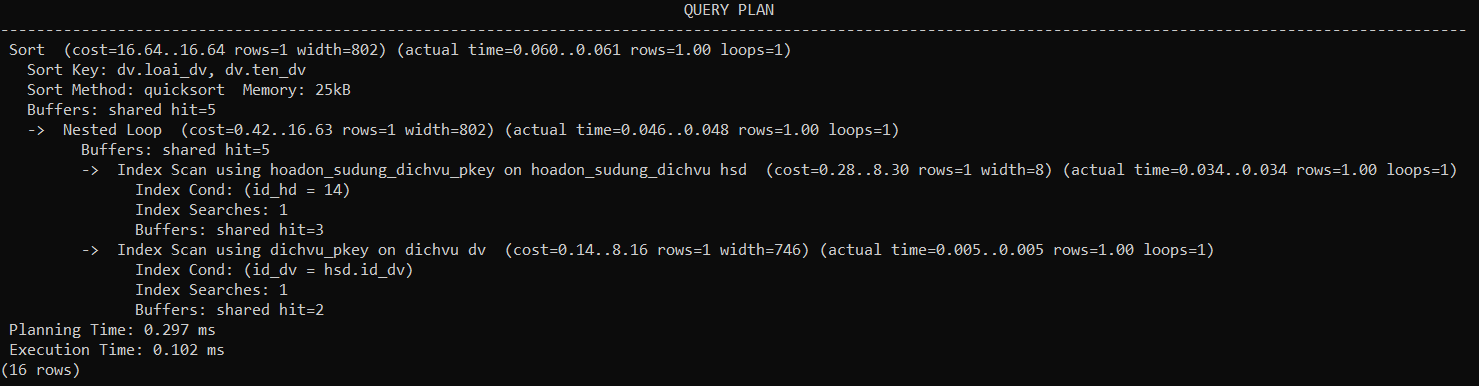 QUERY PLAN
-----------------------------------------------------------------------------------------------------------------------------------------------------------------
Sort  (cost=16.64..16.64 rows=1 width=802) (actual time=0.060..0.061 rows=1.00 loops=1)
  Sort Key: dv.loai_dv, dv.ten_dv
  Sort Method: quicksort  Memory: 25kB
  Buffers: shared hit=5
  ->  Nested Loop  (cost=0.42..16.63 rows=1 width=802) (actual time=0.046..0.048 rows=1.00 loops=1)
        Buffers: shared hit=5
        ->  Index Scan using hoadon_sudung_dichvu_pkey on hoadon_sudung_dichvu hsd  (cost=0.28..8.30 rows=1 width=8) (actual time=0.034..0.034 rows=1.00 loops=1)
              Index Cond: (id_hd = 14)
              Index Searches: 1
              Buffers: shared hit=3
        ->  Index Scan using dichvu_pkey on dichvu dv  (cost=0.14..8.16 rows=1 width=746) (actual time=0.005..0.005 rows=1.00 loops=1)
              Index Cond: (id_dv = hsd.id_dv)
              Index Searches: 1
              Buffers: shared hit=2
Planning Time: 0.297 ms
Execution Time: 0.102 ms
(16 rows)